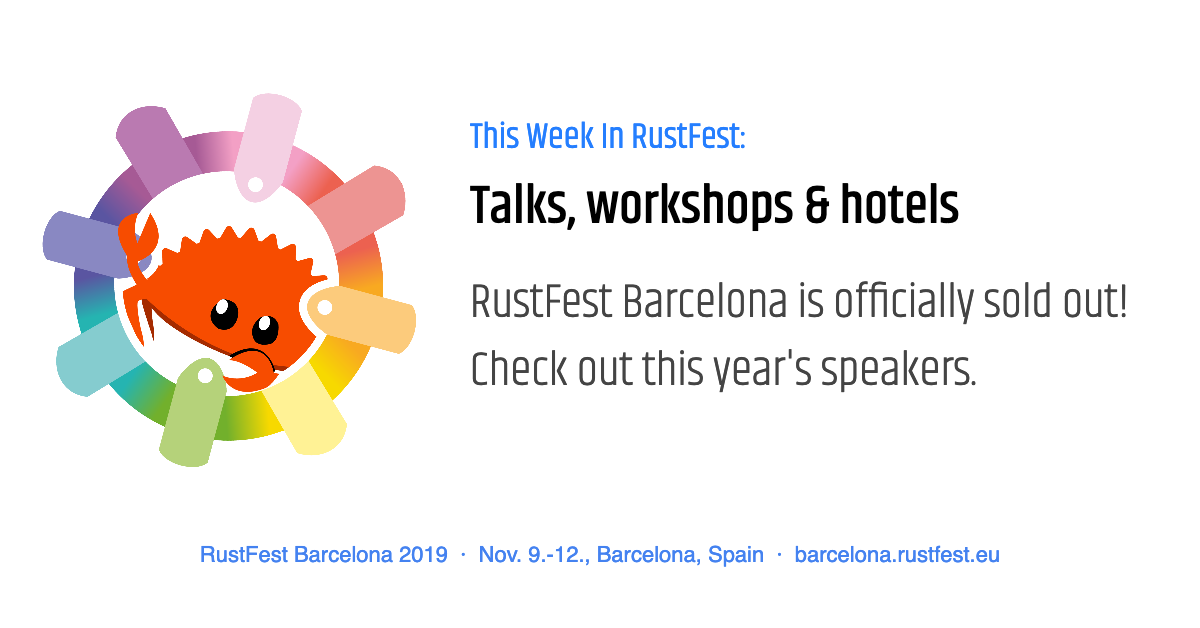 This Week In RustFest:
Talks, workshops & hotels
RustFest Barcelona is officially sold out!
Check out this year's speakers.
RustFest Barcelona 2019 · Nov. 9.-12., Barcelona, Spain · barcelona.rustfest.eu